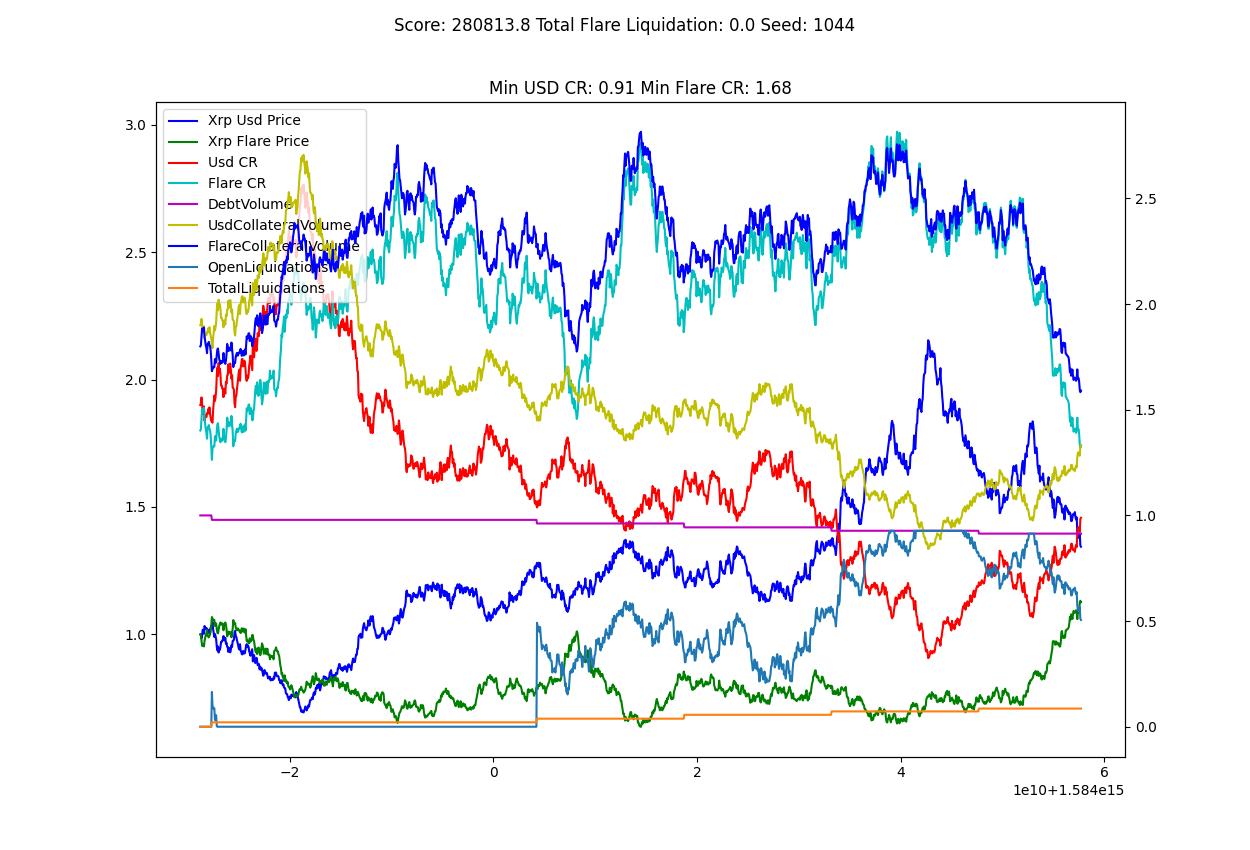 Score: 280813.8 Total Flare Liquidation: 0.0 Seed: 1044
Min USD CR: 0.91 Min Flare CR: 1.68
Xrp Usd Price
Xrp Flare Price
Usd CR
Flare CR
DebtVolume
UsdCollateralVolume
FlareCollateralVolume
OpenLiquidations
TotalLiquidations
3.0
2.5
2.0
1.5
1.0
2.5
2.0
1.5
1.0
0.5
0.0
−2
0
2
4
6
1e10+1.584e15